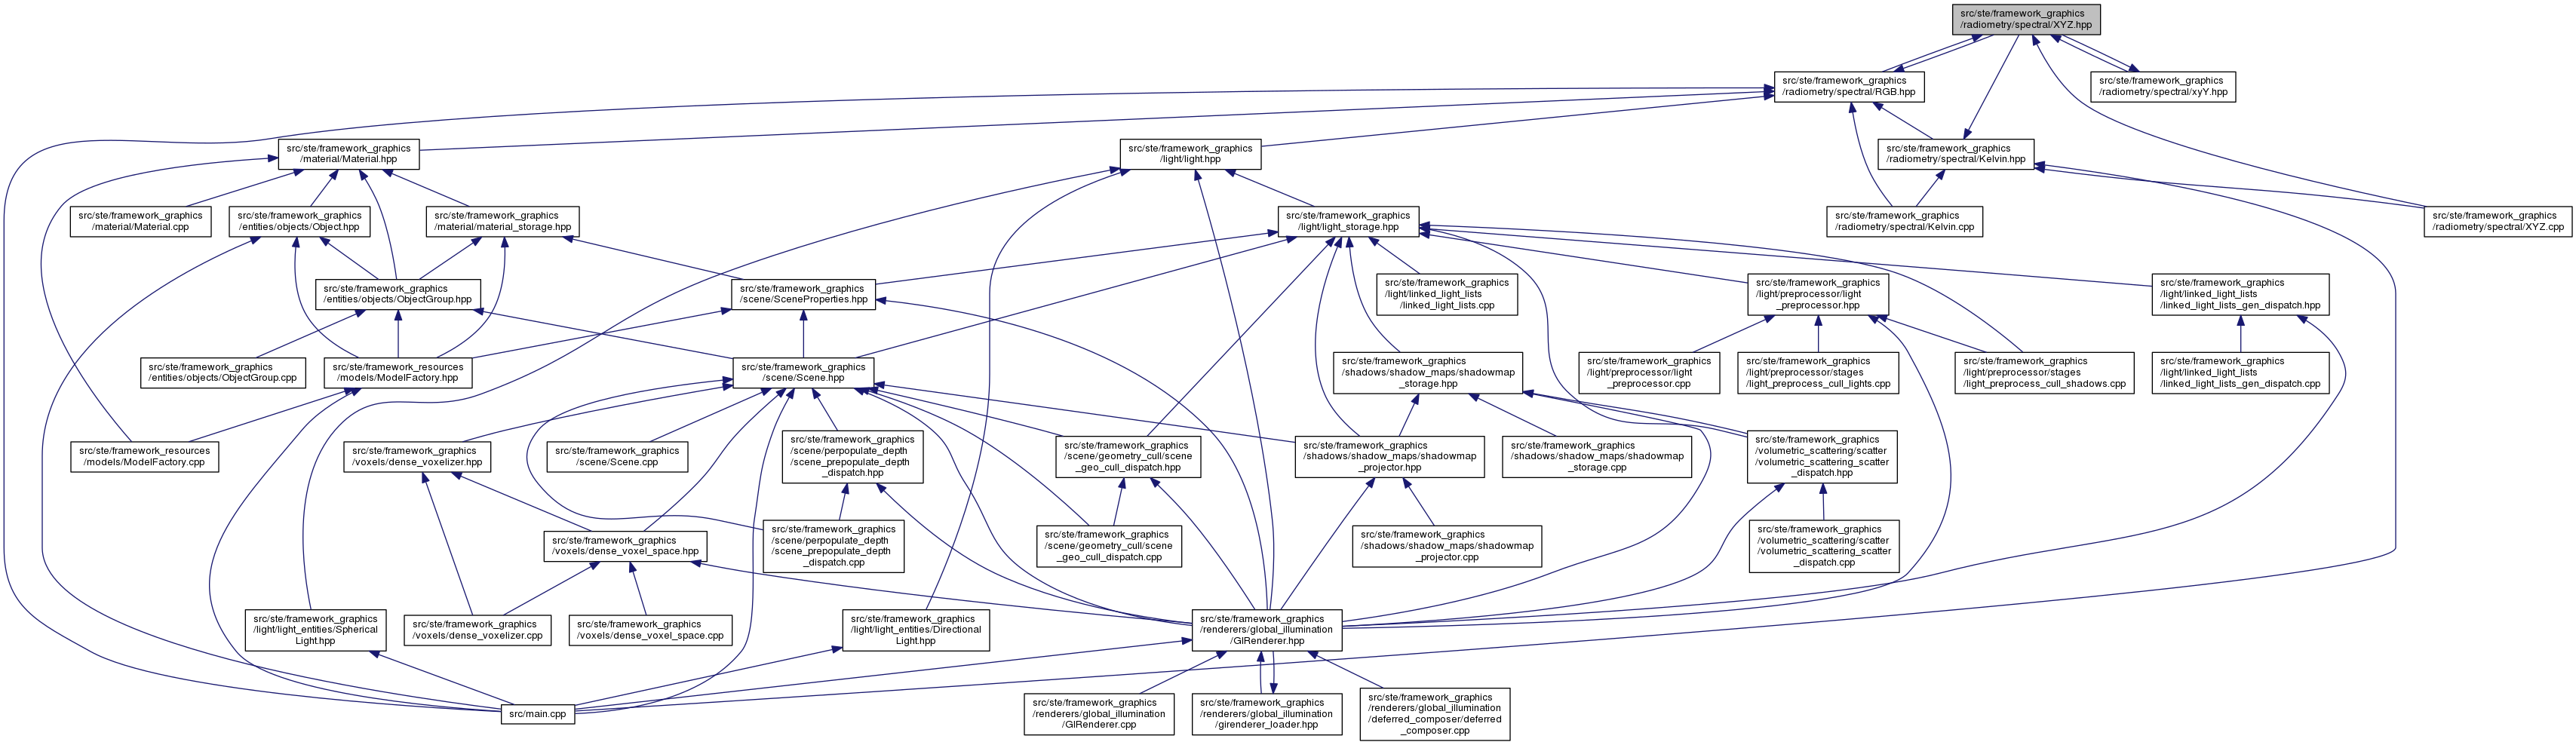 src/ste/framework_graphics
/radiometry/spectral/XYZ.hpp
src/ste/framework_graphics
/radiometry/spectral/RGB.hpp
src/ste/framework_graphics
/radiometry/spectral/xyY.hpp
src/ste/framework_graphics
/material/Material.hpp
src/ste/framework_graphics
/light/light.hpp
src/ste/framework_graphics
/radiometry/spectral/Kelvin.hpp
src/ste/framework_graphics
/material/Material.cpp
src/ste/framework_graphics
/entities/objects/Object.hpp
src/ste/framework_graphics
/material/material_storage.hpp
src/ste/framework_graphics
/light/light_storage.hpp
src/ste/framework_graphics
/radiometry/spectral/Kelvin.cpp
src/ste/framework_graphics
/radiometry/spectral/XYZ.cpp
src/ste/framework_graphics
/entities/objects/ObjectGroup.hpp
src/ste/framework_graphics
/scene/SceneProperties.hpp
src/ste/framework_graphics
/light/linked_light_lists
/linked_light_lists.cpp
src/ste/framework_graphics
/light/preprocessor/light
_preprocessor.hpp
src/ste/framework_graphics
/light/linked_light_lists
/linked_light_lists_gen_dispatch.hpp
src/ste/framework_graphics
/entities/objects/ObjectGroup.cpp
src/ste/framework_resources
/models/ModelFactory.hpp
src/ste/framework_graphics
/scene/Scene.hpp
src/ste/framework_graphics
/shadows/shadow_maps/shadowmap
_storage.hpp
src/ste/framework_graphics
/light/preprocessor/light
_preprocessor.cpp
src/ste/framework_graphics
/light/preprocessor/stages
/light_preprocess_cull_lights.cpp
src/ste/framework_graphics
/light/preprocessor/stages
/light_preprocess_cull_shadows.cpp
src/ste/framework_graphics
/light/linked_light_lists
/linked_light_lists_gen_dispatch.cpp
src/ste/framework_resources
/models/ModelFactory.cpp
src/ste/framework_graphics
/voxels/dense_voxelizer.hpp
src/ste/framework_graphics
/scene/Scene.cpp
src/ste/framework_graphics
/scene/perpopulate_depth
/scene_prepopulate_depth
_dispatch.hpp
src/ste/framework_graphics
/scene/geometry_cull/scene
_geo_cull_dispatch.hpp
src/ste/framework_graphics
/shadows/shadow_maps/shadowmap
_projector.hpp
src/ste/framework_graphics
/shadows/shadow_maps/shadowmap
_storage.cpp
src/ste/framework_graphics
/volumetric_scattering/scatter
/volumetric_scattering_scatter
_dispatch.hpp
src/ste/framework_graphics
/voxels/dense_voxel_space.hpp
src/ste/framework_graphics
/scene/perpopulate_depth
/scene_prepopulate_depth
_dispatch.cpp
src/ste/framework_graphics
/scene/geometry_cull/scene
_geo_cull_dispatch.cpp
src/ste/framework_graphics
/shadows/shadow_maps/shadowmap
_projector.cpp
src/ste/framework_graphics
/volumetric_scattering/scatter
/volumetric_scattering_scatter
_dispatch.cpp
src/ste/framework_graphics
/light/light_entities/Spherical
Light.hpp
src/ste/framework_graphics
/voxels/dense_voxelizer.cpp
src/ste/framework_graphics
/voxels/dense_voxel_space.cpp
src/ste/framework_graphics
/light/light_entities/Directional
Light.hpp
src/ste/framework_graphics
/renderers/global_illumination
/GIRenderer.hpp
src/main.cpp
src/ste/framework_graphics
/renderers/global_illumination
/GIRenderer.cpp
src/ste/framework_graphics
/renderers/global_illumination
/girenderer_loader.hpp
src/ste/framework_graphics
/renderers/global_illumination
/deferred_composer/deferred
_composer.cpp